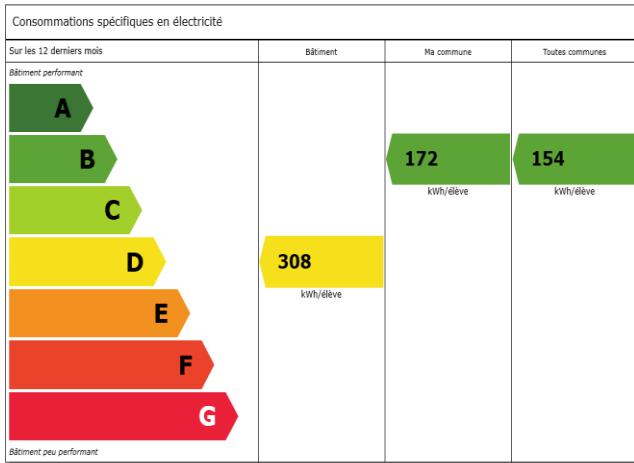 Consommations spécifiques en électricité
Sur les 12 derniers mois Bâtiment Ma commune Toutes communes
Bâtiment performant
A
B 172 154
kWh/élève kWh/élève
C
D 308
kWh/élève
E
F
G
Bâtiment peu performant